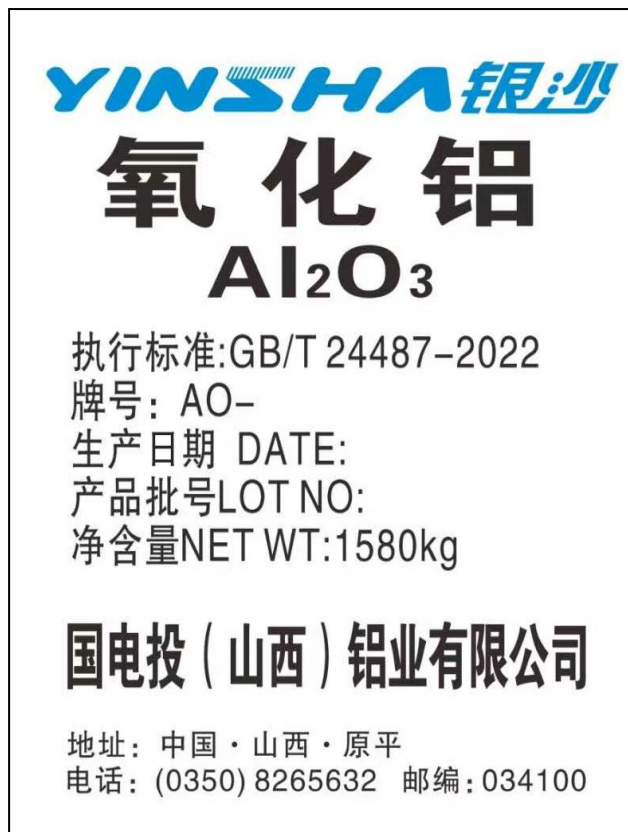 YINSHA银沙
氧化铝
Al₂O₃
执行标准:GB/T 24487-2022
牌号：AO-
生产日期 DATE:
产品批号LOT NO:
净含量NET WT:1580kg
国电投（山西）铝业有限公司
地址：中国·山西·原平
电话：(0350) 8265632 邮编：034100